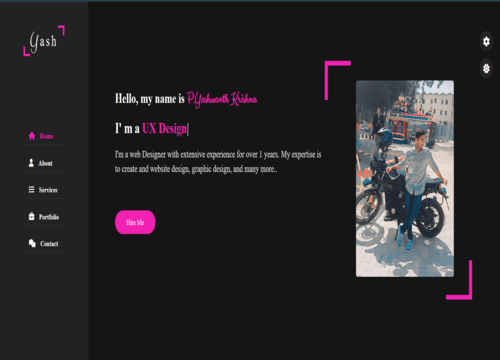 Yash
Home
About
Services
Portfolio
Contact
Hello, my name is P.Yashwanth Krishna
I' m a UX Design|
I'm a web Designer with extensive experience for over 1 years. My expertise is
to create and website design, graphic design, and many more..
Hire Me